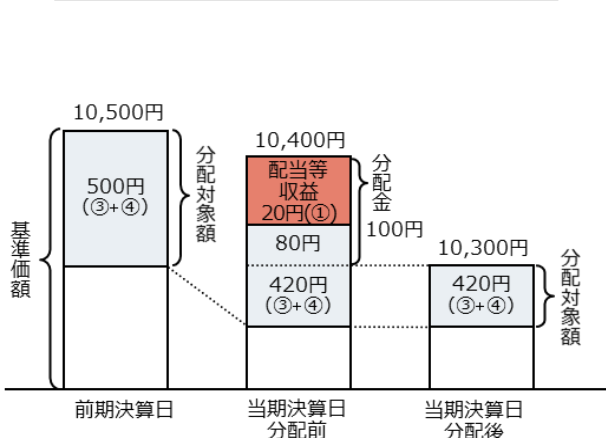 10,500円
500円
(③+④)
分配対象額
基準価額
前期決算日
10,400円
配当等
収益
20円(①)
80円
420円
(③+④)
分配金
100円
当期決算日
分配前
10,300円
420円
(③+④)
分配対象額
当期決算日
分配後